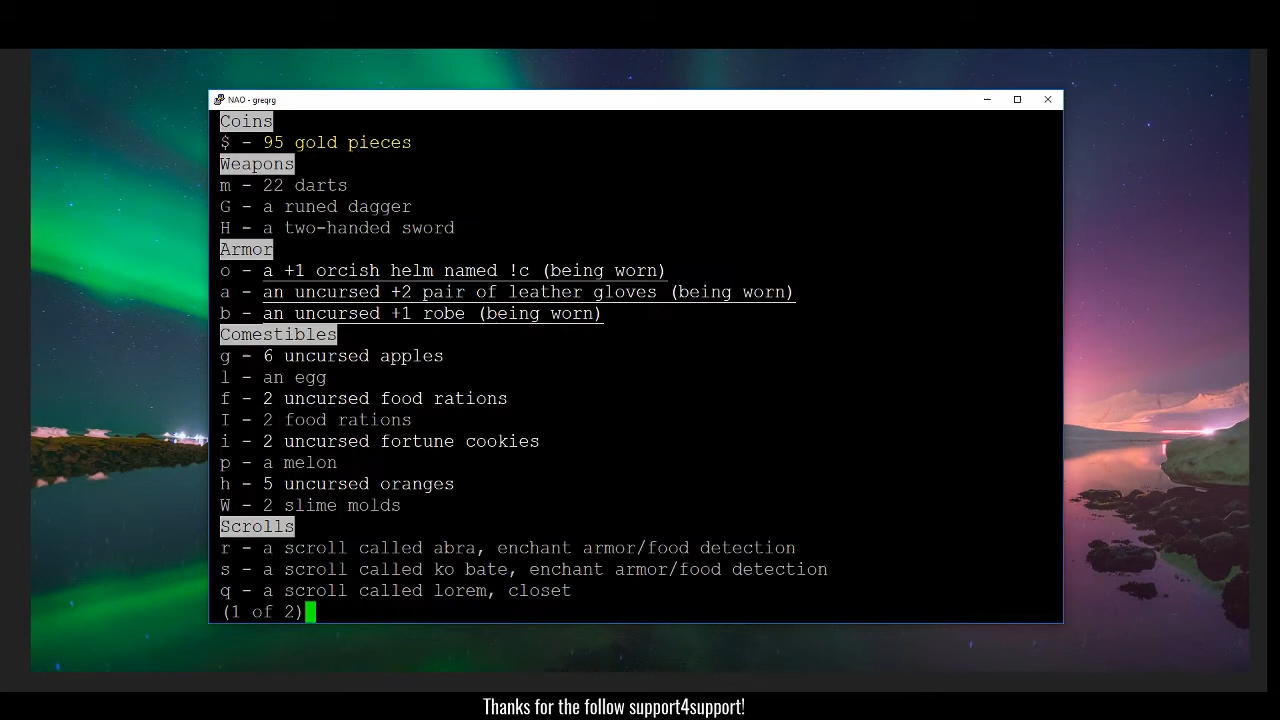 NAO - greqrg
Coins
$ - 95 gold pieces
Weapons
m - 22 darts
G - a runed dagger
H - a two-handed sword
Armor
o - a +1 orcish helm named !c (being worn)
a - an uncursed +2 pair of leather gloves (being worn)
b - an uncursed +1 robe (being worn)
Comestibles
g - 6 uncursed apples
l - an egg
f - 2 uncursed food rations
I - 2 food rations
i - 2 uncursed fortune cookies
p - a melon
h - 5 uncursed oranges
W - 2 slime molds
Scrolls
r - a scroll called abra, enchant armor/food detection
s - a scroll called ko bate, enchant armor/food detection
q - a scroll called lorem, closet
(1 of 2)
Thanks for the follow support4support!